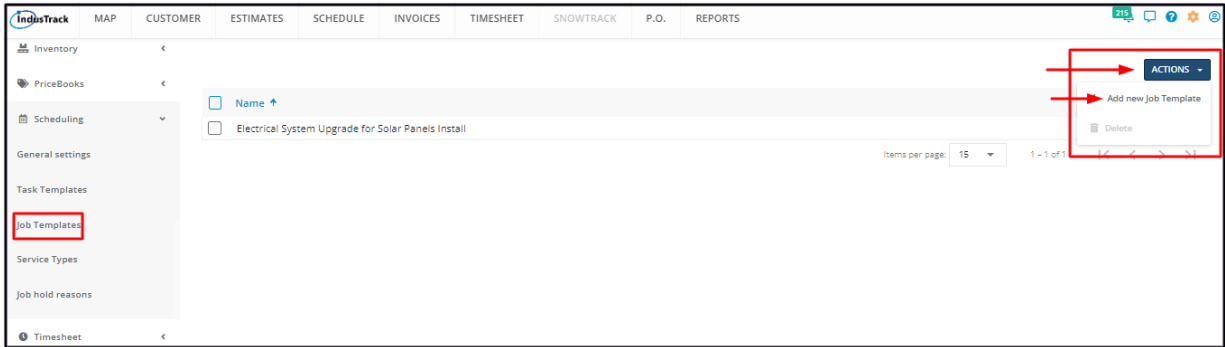 IndusTrack MAP CUSTOMER ESTIMATES SCHEDULE INVOICES TIMESHEET SNOWTRACK P.O. REPORTS 215
Inventory
ACTIONS
PriceBooks
Add new Job Template
Name
Scheduling
Electrical System Upgrade for Solar Panels Install
Delete
General settings
Items per page: 15 1 – 1 of 1
Task Templates
Job Templates
Service Types
Job hold reasons
Timesheet